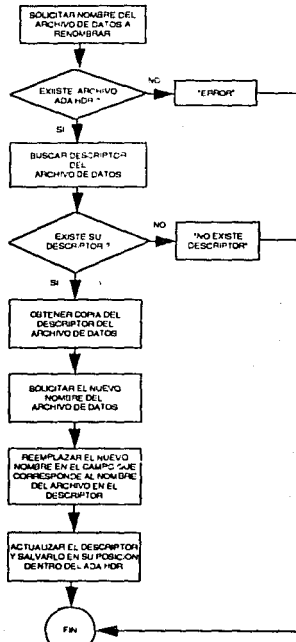 SOLICITAR NOMBRE DEL
ARCHIVO DE DATOS A
RENOMBRAR
EXISTE ARCHIVO
ADA HDR ?
NO
"ERROR"
SI
BUSCAR DESCRIPTOR
DEL
ARCHIVO DE DATOS
EXISTE SU
DESCRIPTOR ?
NO
"NO EXISTE
DESCRIPTOR"
SI
OBTENER COPIA DEL
DESCRIPTOR DEL
ARCHIVO DE DATOS
SOLICITAR EL NUEVO
NOMBRE DEL
ARCHIVO DE DATOS
REEMPLAZAR EL NUEVO
NOMBRE EN EL CAMPO QUE
CORRESPONDE AL NOMBRE
DEL ARCHIVO EN EL
DESCRIPTOR
ACTUALIZAR EL DESCRIPTOR
Y SALVARLO EN SU POSICION
DENTRO DEL ADA HDR
FIN